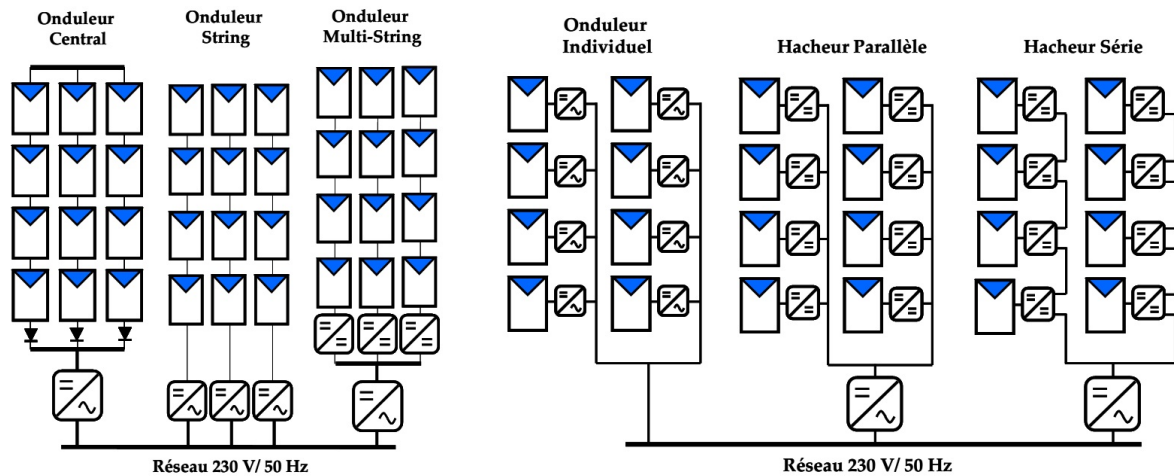 Onduleur
Central
Onduleur
String
Onduleur
Multi-String
Réseau 230 V/ 50 Hz
Onduleur
Individuel
Hacheur Parallèle
Hacheur Série
Réseau 230 V/ 50 Hz